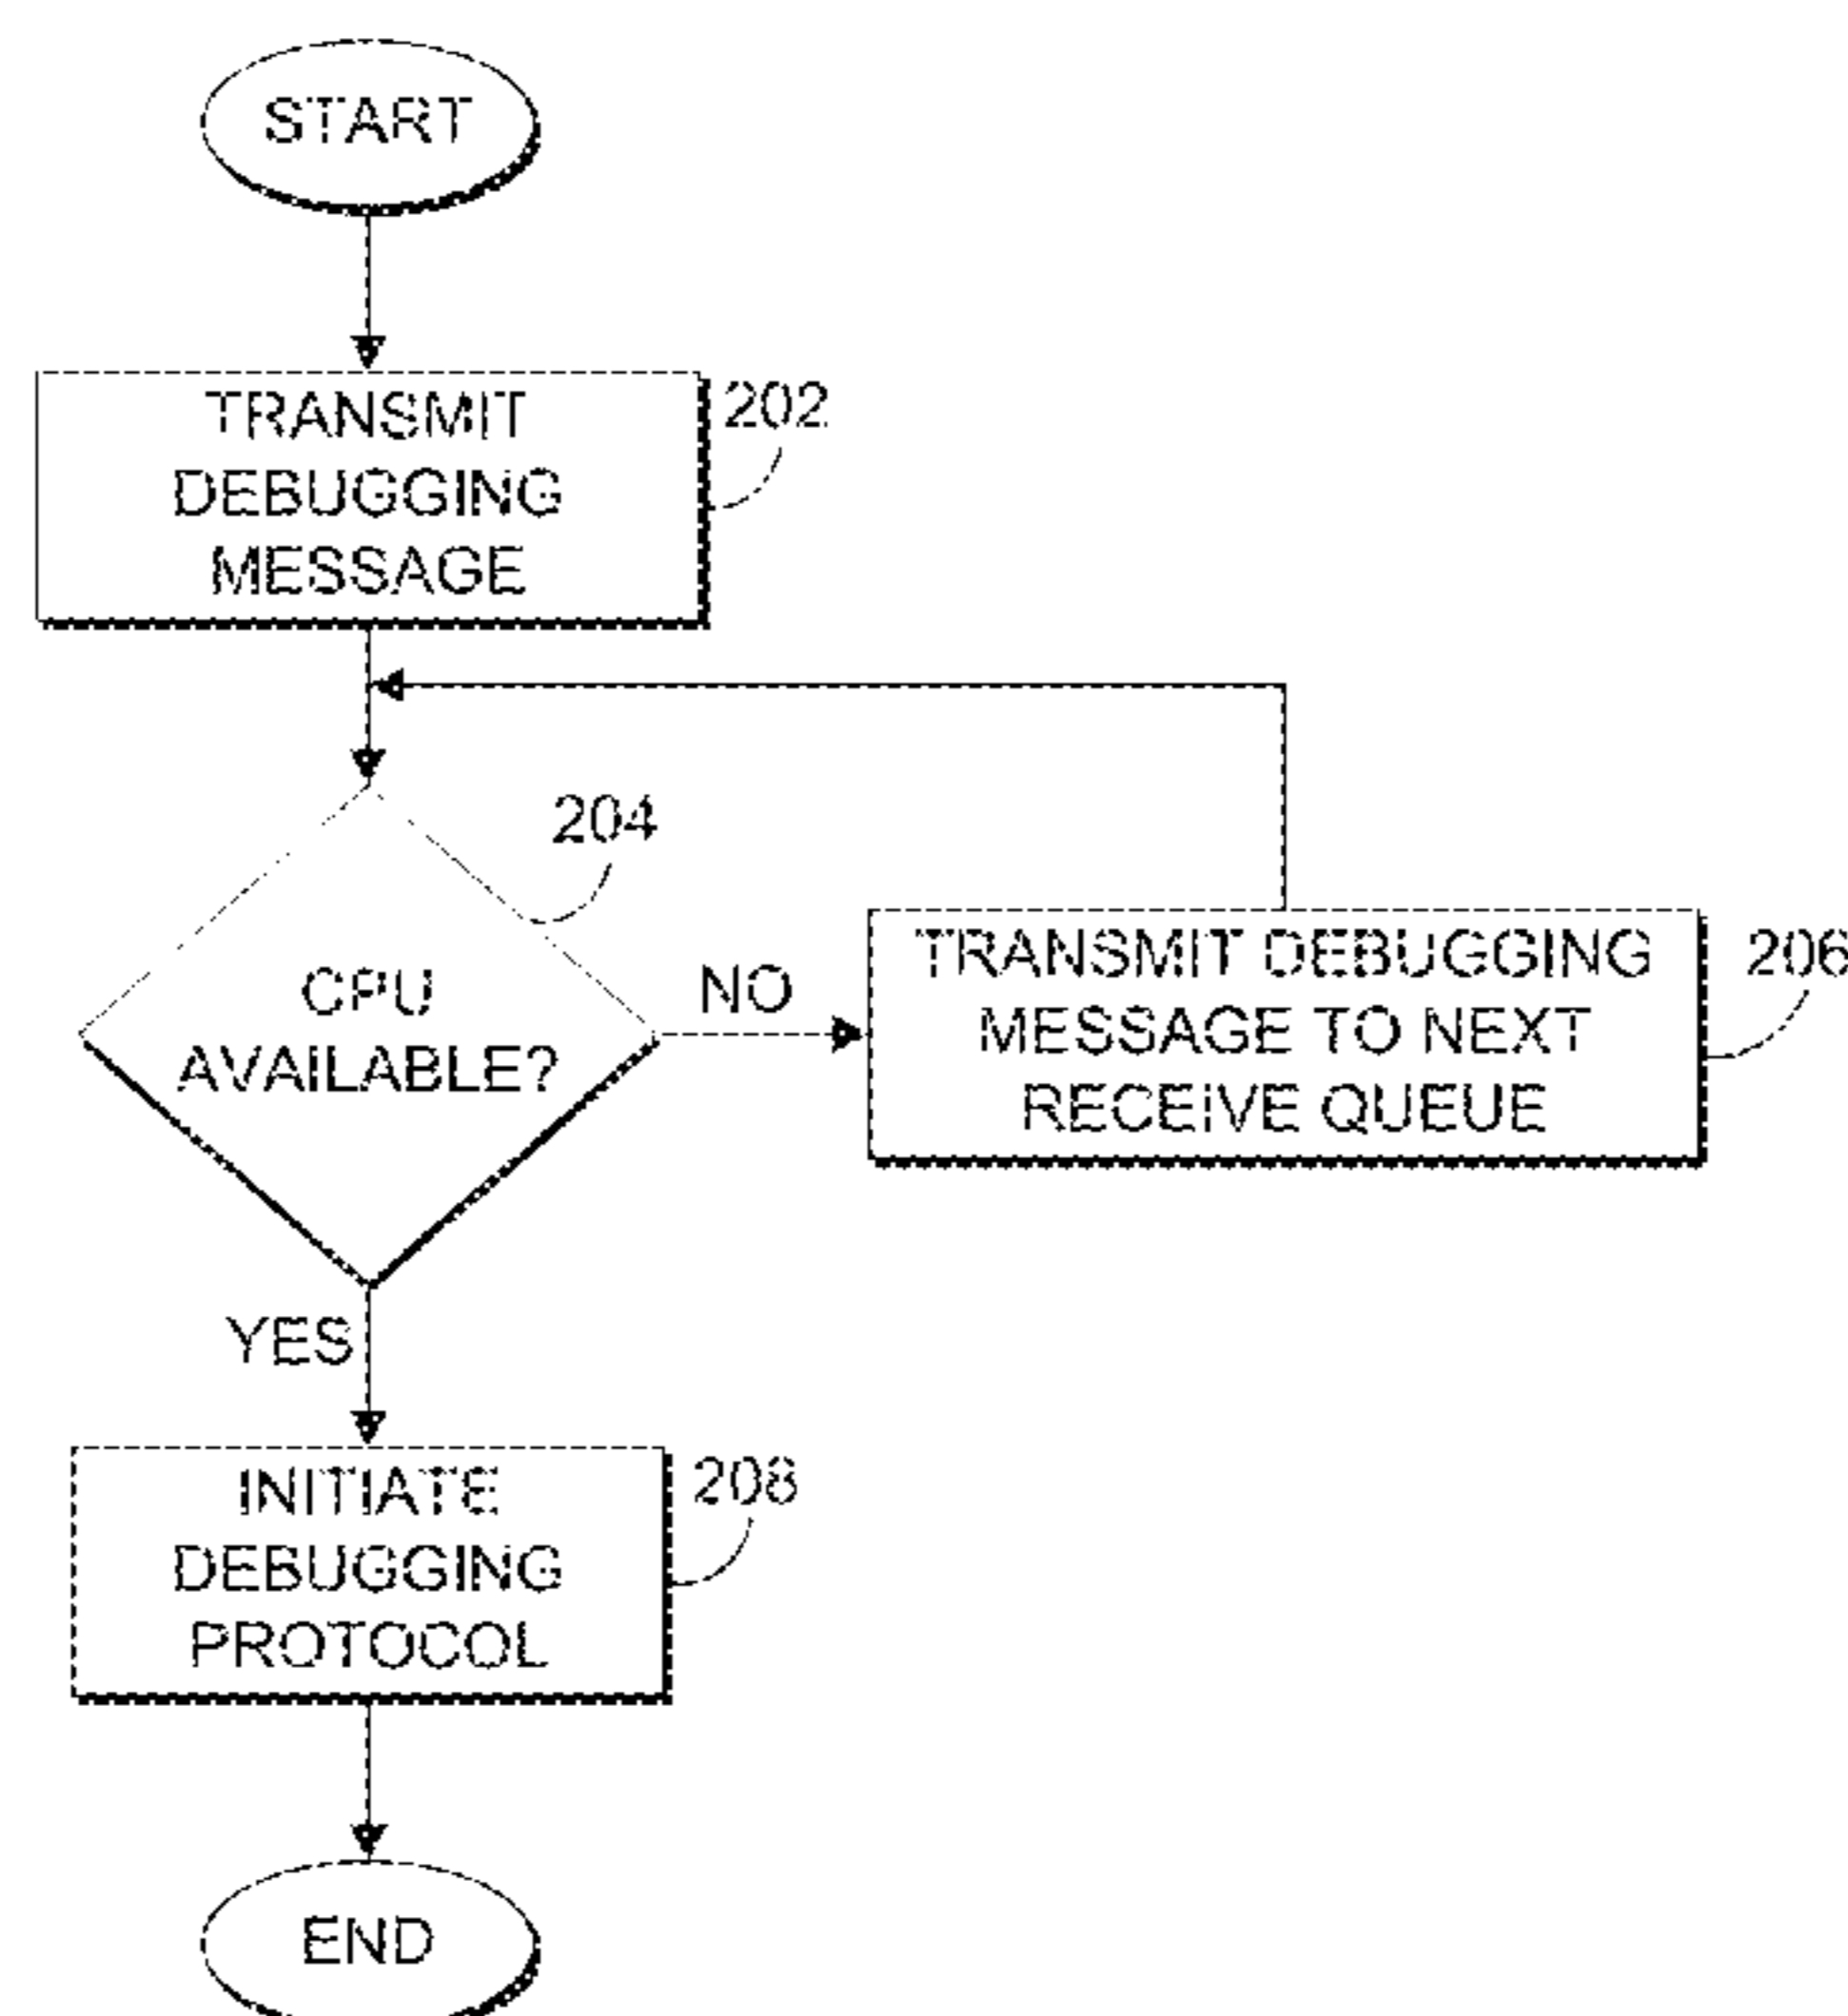 START
TRANSMIT
DEBUGGING
MESSAGE
202
204
CPU
AVAILABLE?
NO
TRANSMIT DEBUGGING
MESSAGE TO NEXT
RECEIVE QUEUE
206
YES
INITIATE
DEBUGGING
PROTOCOL
208
END